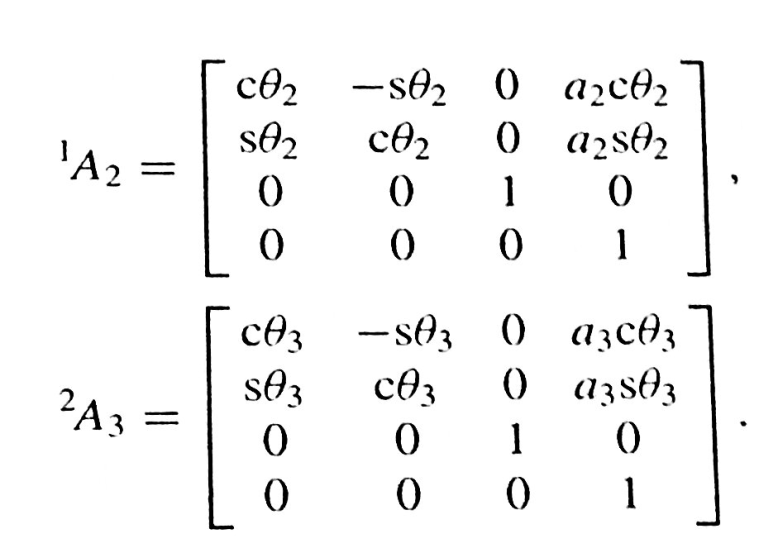 cθ₂ −sθ₂ 0 a₂cθ₂
sθ₂ cθ₂ 0 a₂sθ₂
¹A₂ = ,
0 0 1 0
0 0 0 1
cθ₃ −sθ₃ 0 a₃cθ₃
sθ₃ cθ₃ 0 a₃sθ₃
²A₃ = .
0 0 1 0
0 0 0 1